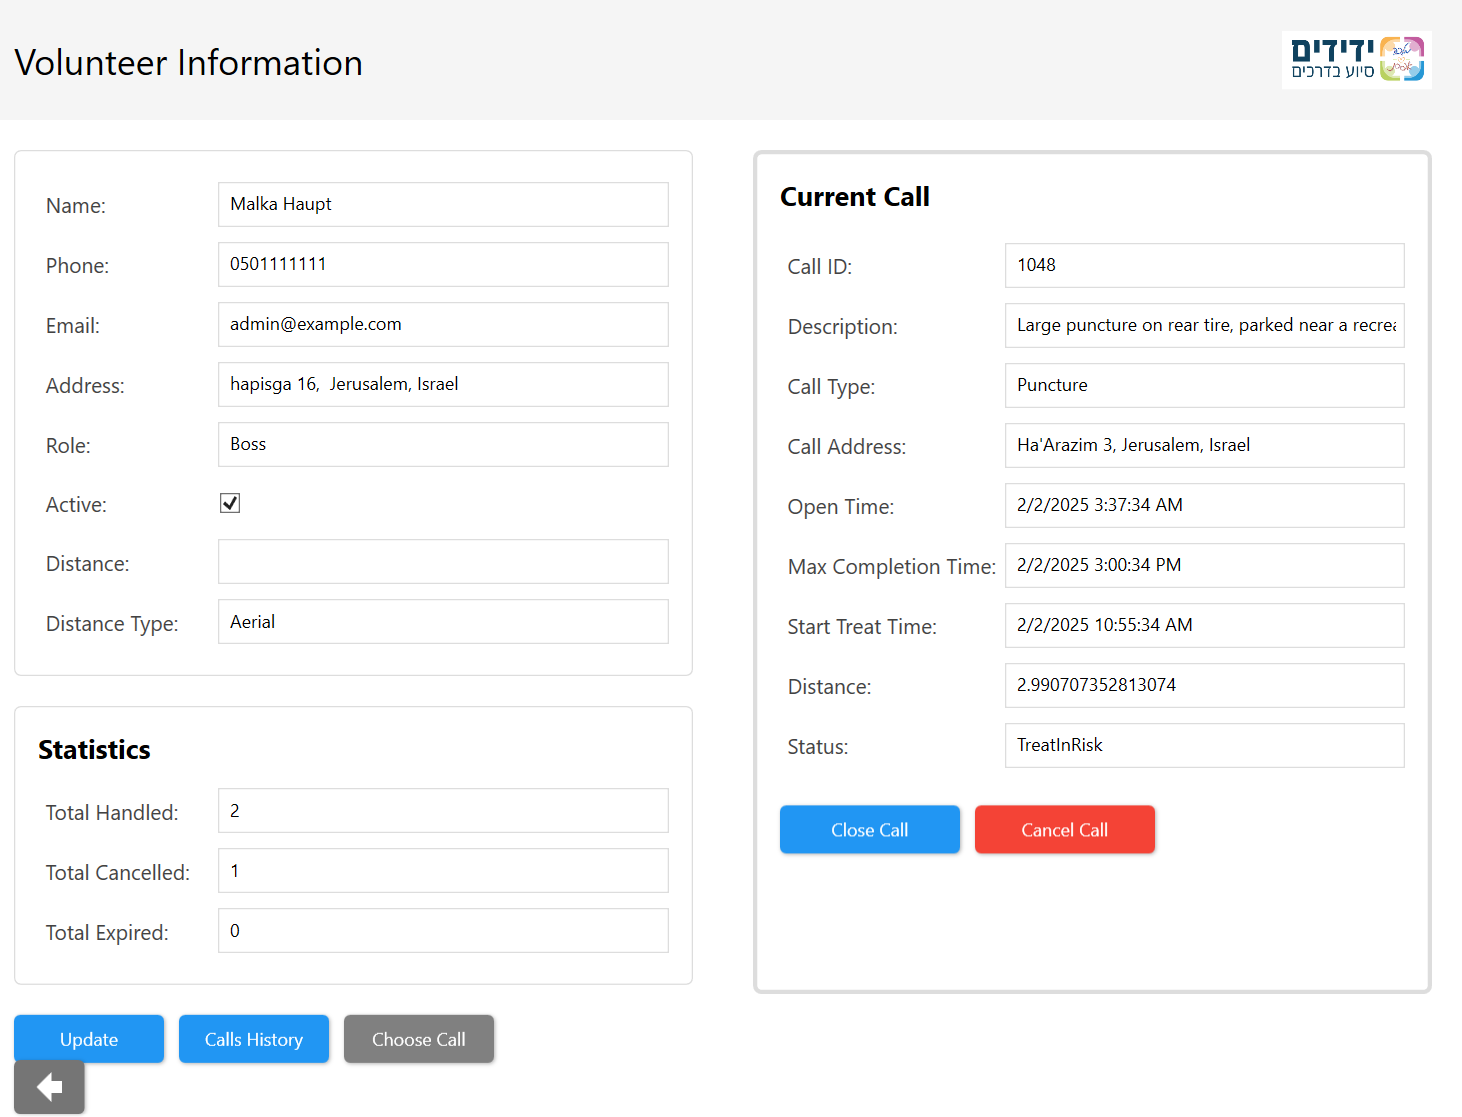 Volunteer Information
ידידים
סיוע בדרכים
Name:
Malka Haupt
Phone:
0501111111
Email:
admin@example.com
Address:
hapisga 16,  Jerusalem, Israel
Role:
Boss
Active:
Distance:
Distance Type:
Aerial
Statistics
Total Handled:
2
Total Cancelled:
1
Total Expired:
0
Update
Calls History
Choose Call
Current Call
Call ID:
1048
Description:
Large puncture on rear tire, parked near a recrea
Call Type:
Puncture
Call Address:
Ha'Arazim 3, Jerusalem, Israel
Open Time:
2/2/2025 3:37:34 AM
Max Completion Time:
2/2/2025 3:00:34 PM
Start Treat Time:
2/2/2025 10:55:34 AM
Distance:
2.990707352813074
Status:
TreatInRisk
Close Call
Cancel Call